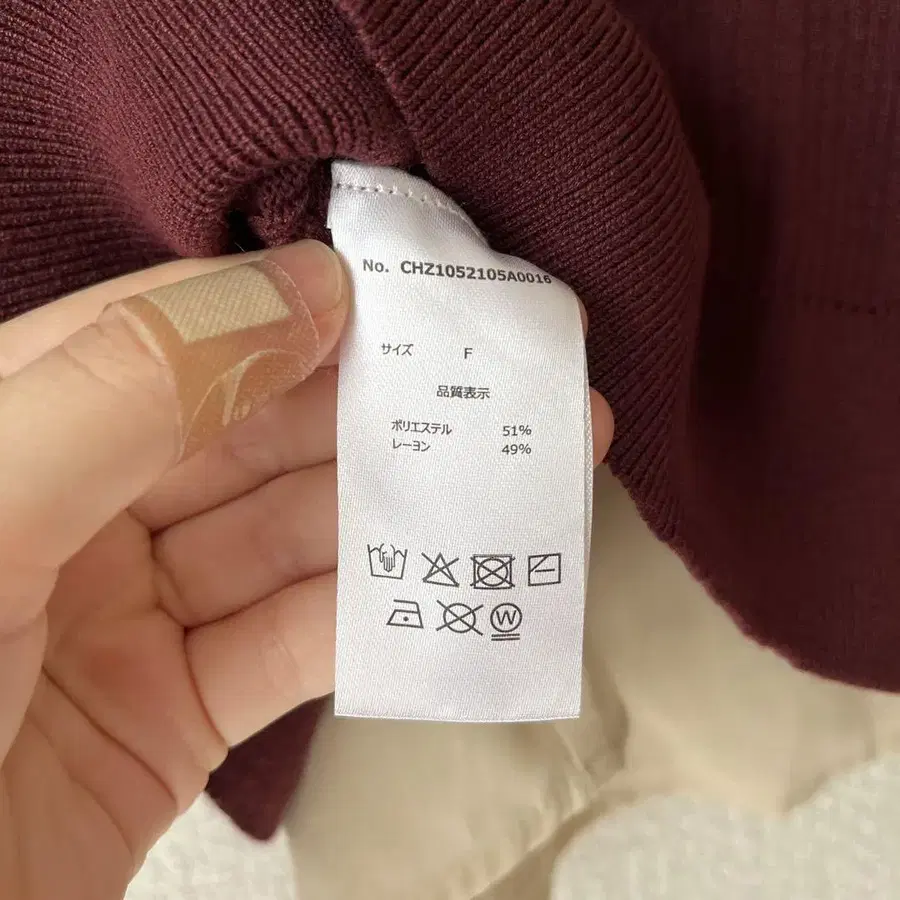 No. CHZ1052105A0016
サイズ F
品質表示
ポリエステル 51%
レーヨン 49%
W